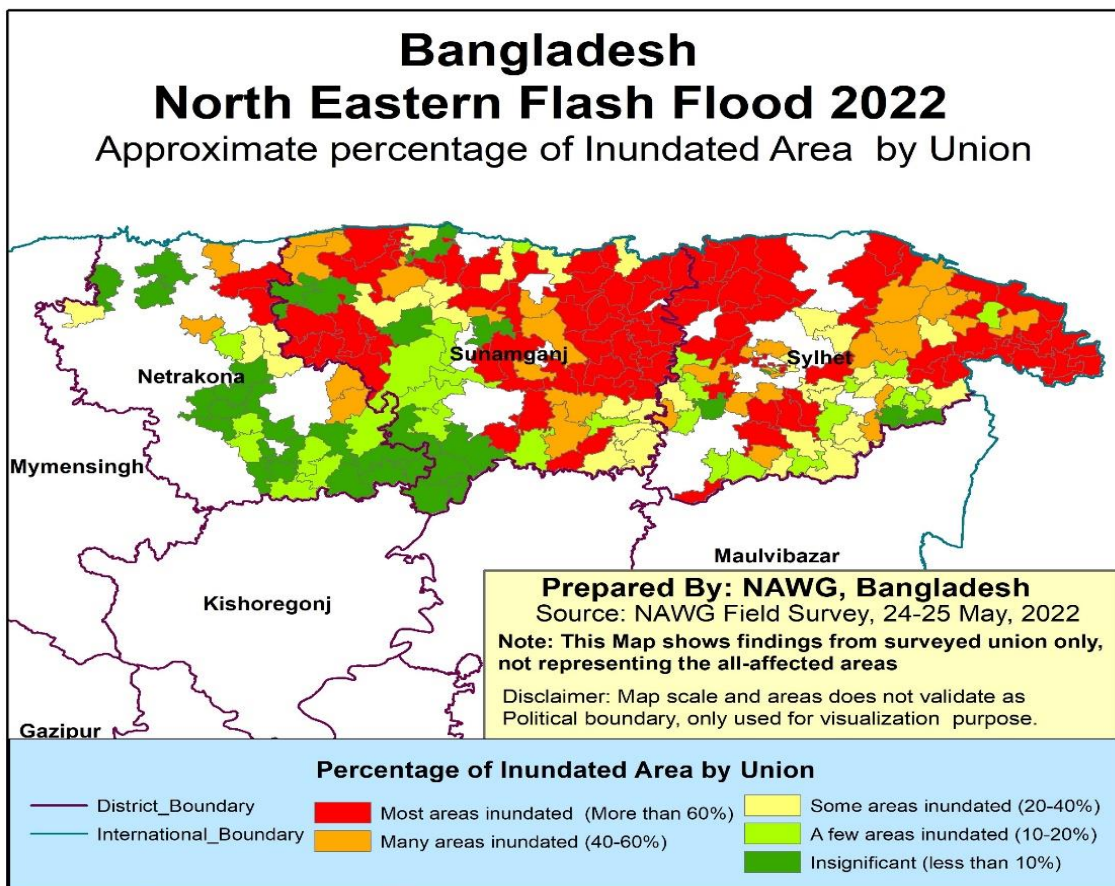 Bangladesh
North Eastern Flash Flood 2022
Approximate percentage of Inundated Area by Union
Sunamganj
Sylhet
Netrakona
Mymensingh
Maulvibazar
Kishoregonj
Gazipur
Prepared By: NAWG, Bangladesh
Source: NAWG Field Survey, 24-25 May, 2022
Note: This Map shows findings from surveyed union only,
not representing the all-affected areas
Disclaimer: Map scale and areas does not validate as
Political boundary, only used for visualization purpose.
Percentage of Inundated Area by Union
District_Boundary
International_Boundary
Most areas inundated (More than 60%)
Many areas inundated (40-60%)
Some areas inundated (20-40%)
A few areas inundated (10-20%)
Insignificant (less than 10%)